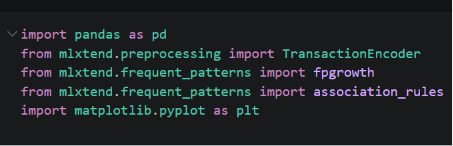 import pandas as pd
from mlxtend.preprocessing import TransactionEncoder
from mlxtend.frequent_patterns import fpgrowth
from mlxtend.frequent_patterns import association_rules
import matplotlib.pyplot as plt